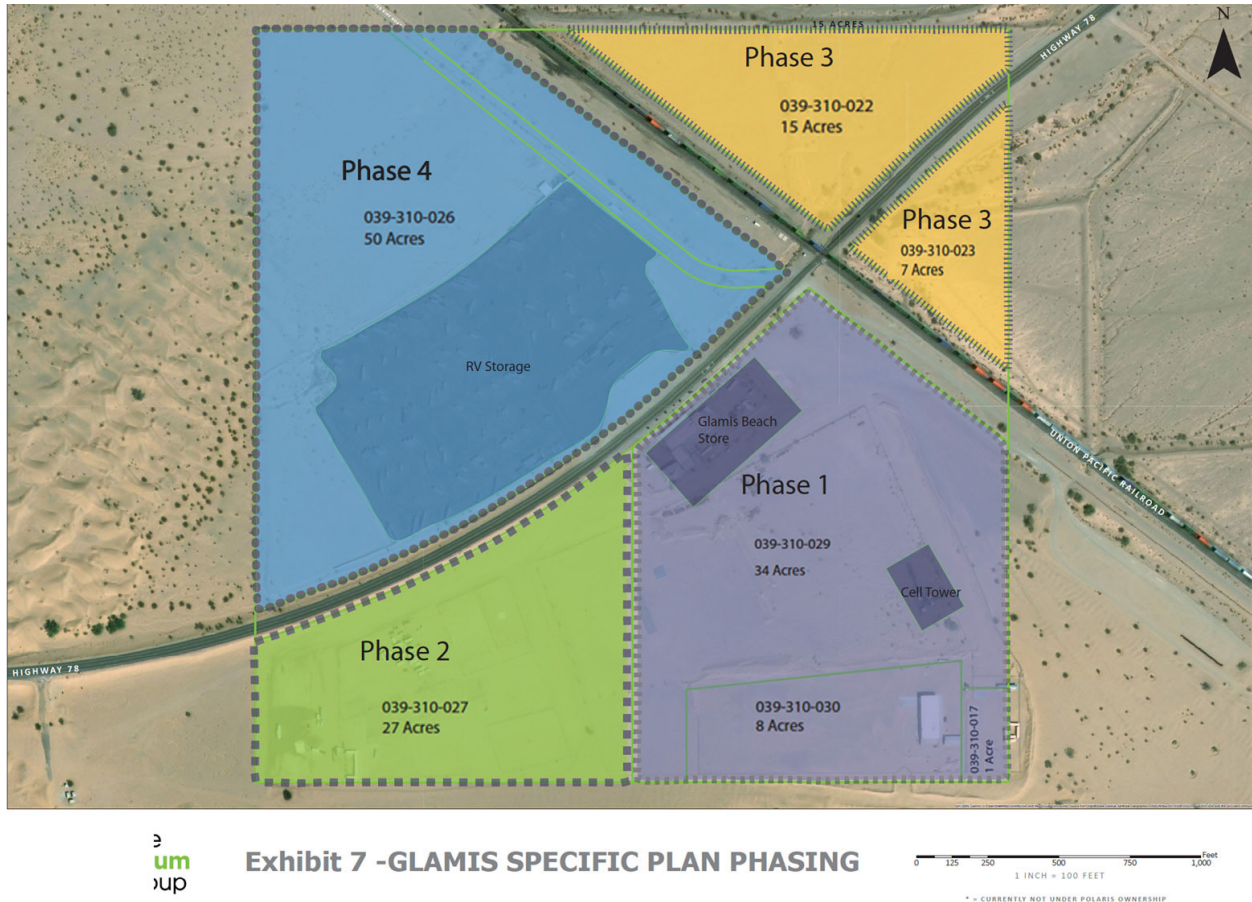 15 ACRES
N
HIGHWAY 78
Phase 3
039-310-022
15 Acres
Phase 4
039-310-026
50 Acres
Phase 3
039-310-023
7 Acres
RV Storage
Glamis Beach
Store
UNION PACIFIC RAILROAD
Phase 1
039-310-029
34 Acres
Cell Tower
Phase 2
039-310-027
27 Acres
HIGHWAY 78
039-310-030
8 Acres
039-310-017
1 Acre
e
um
oup
Exhibit 7 -GLAMIS SPECIFIC PLAN PHASING
Feet
0 125 250 500 750 1,000
1 INCH = 100 FEET
* = CURRENTLY NOT UNDER POLARIS OWNERSHIP